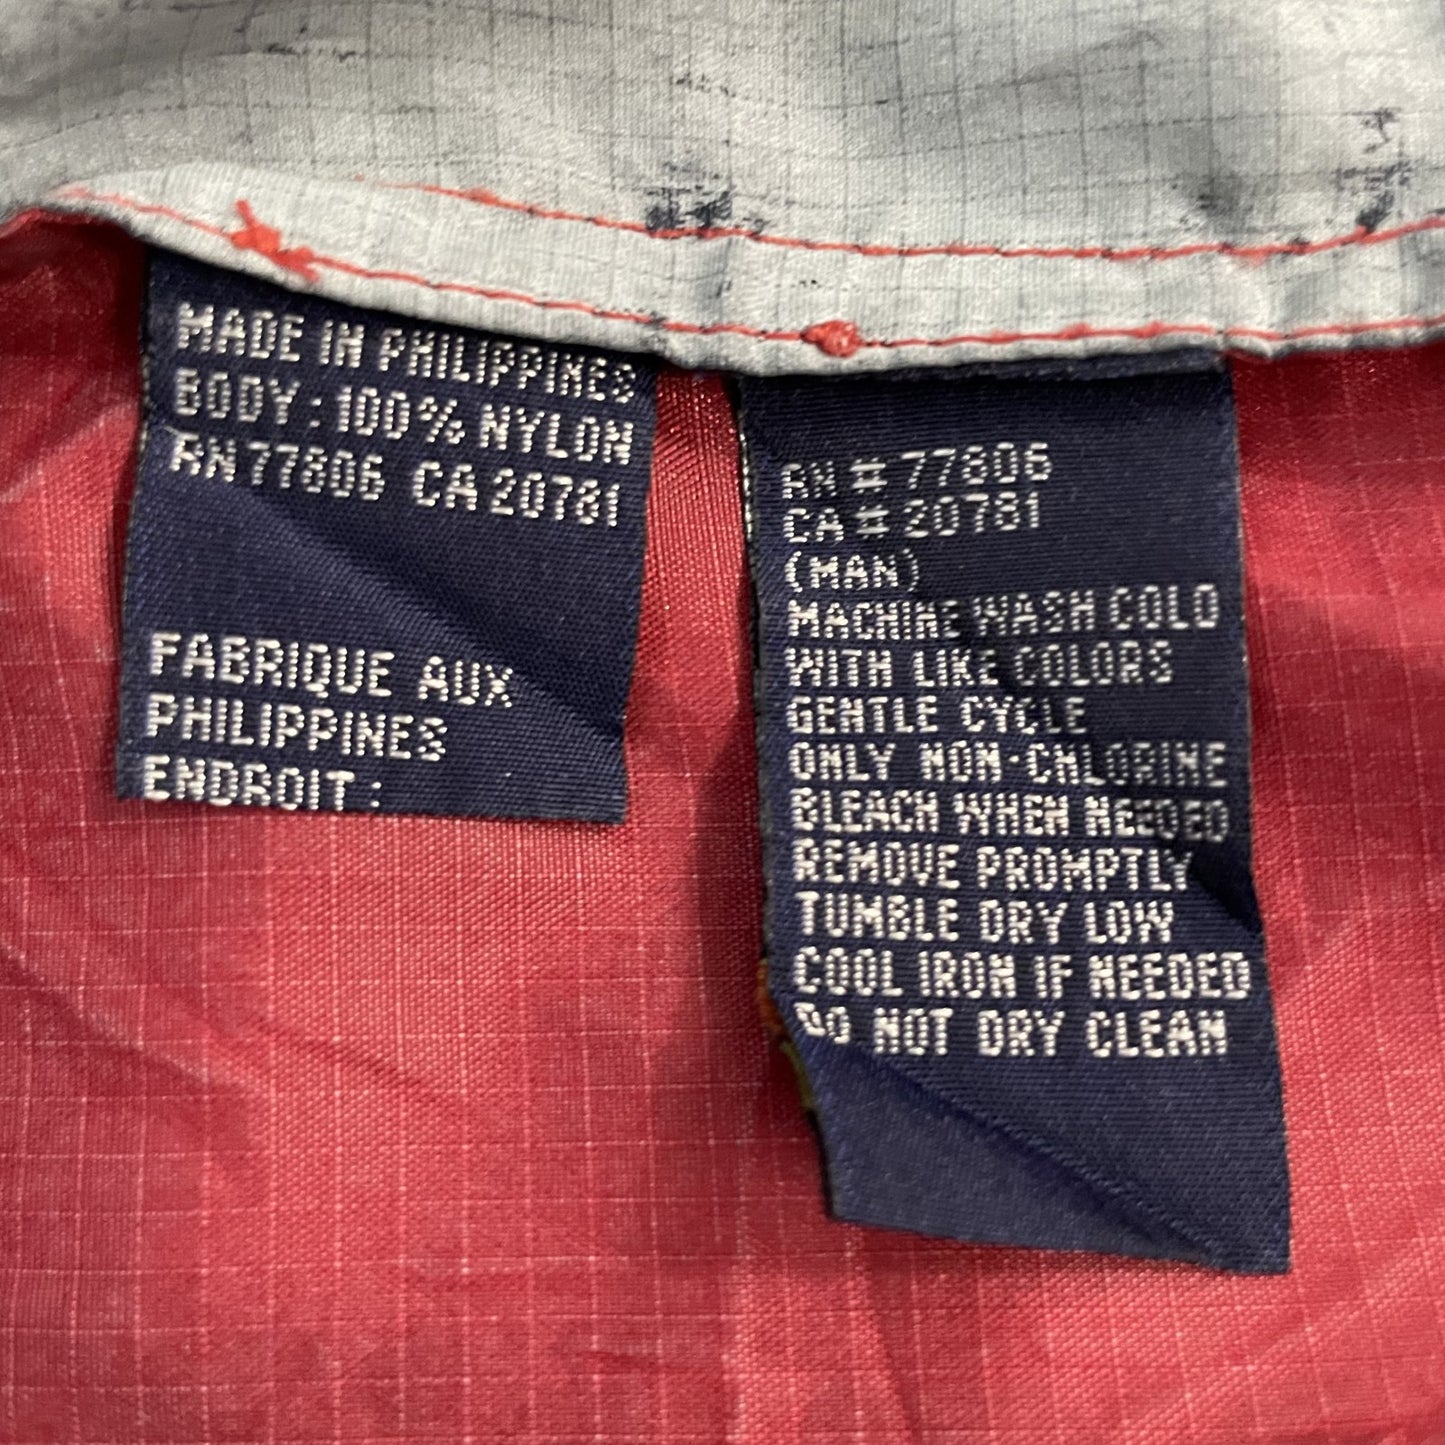 MADE IN PHILIPPINES
BODY: 100% NYLON
RN 77806 CA 20781
FABRIQUE AUX
PHILIPPINES
ENDROIT:
RN # 77806
CA # 20781
(MAN)
MACHINE WASH COLD
WITH LIKE COLORS
GENTLE CYCLE
ONLY NON-CHLORINE
BLEACH WHEN NEEDED
REMOVE PROMPTLY
TUMBLE DRY LOW
COOL IRON IF NEEDED
DO NOT DRY CLEAN